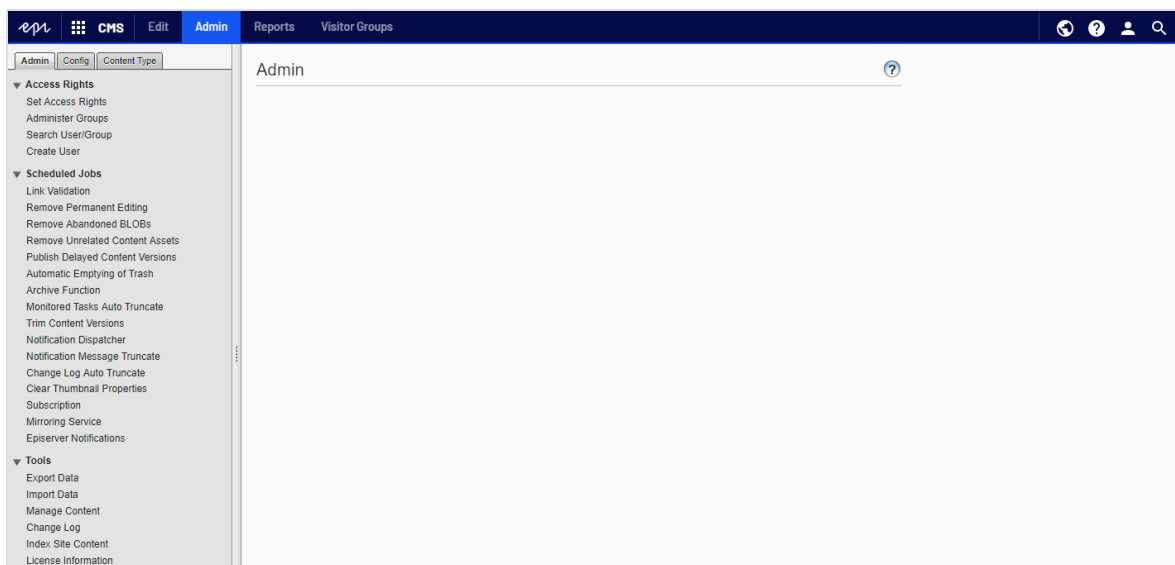 epi CMS Edit Admin Reports Visitor Groups ?
Admin Config Content Type
Admin ?
Access Rights
Set Access Rights
Administer Groups
Search User/Group
Create User
Scheduled Jobs
Link Validation
Remove Permanent Editing
Remove Abandoned BLOBs
Remove Unrelated Content Assets
Publish Delayed Content Versions
Automatic Emptying of Trash
Archive Function
Monitored Tasks Auto Truncate
Trim Content Versions
Notification Dispatcher
Notification Message Truncate
Change Log Auto Truncate
Clear Thumbnail Properties
Subscription
Mirroring Service
Episerver Notifications
Tools
Export Data
Import Data
Manage Content
Change Log
Index Site Content
License Information